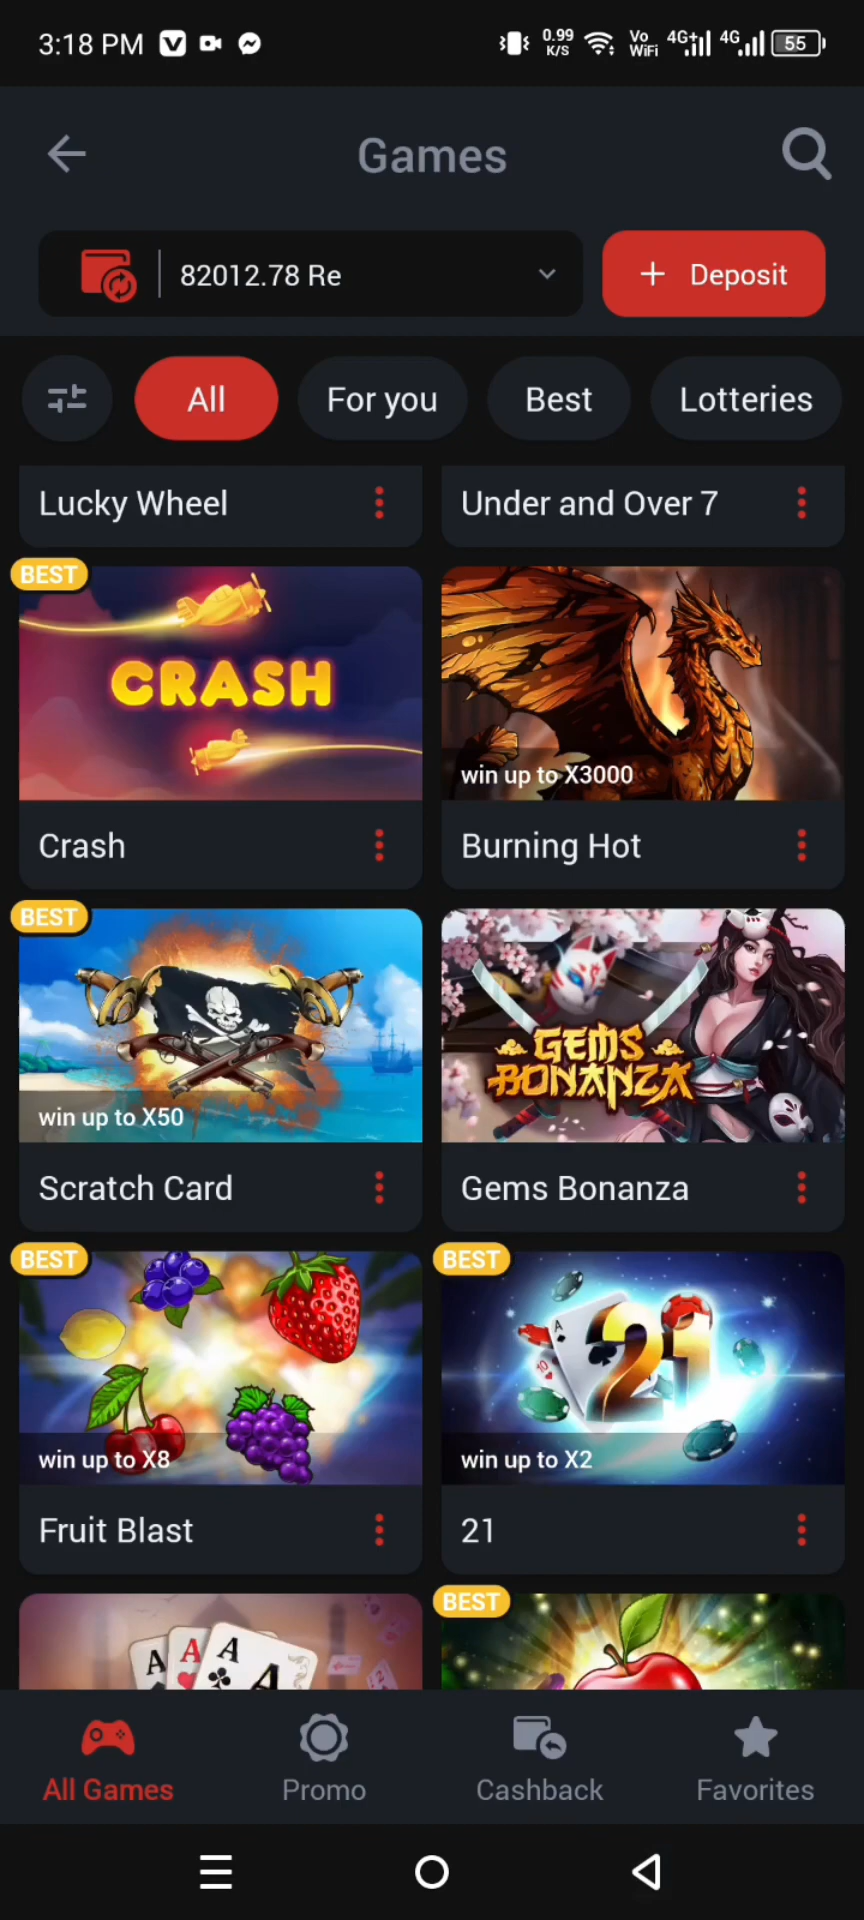 3:18 PM
0.99
K/S
Vo
WiFi
4G+
4G
55
Games
82012.78 Re
+ Deposit
All
For you
Best
Lotteries
Lucky Wheel
Under and Over 7
BEST
CRASH
win up to X3000
Crash
Burning Hot
BEST
GEMS
BONANZA
win up to X50
Scratch Card
Gems Bonanza
BEST
BEST
A
21
10
win up to X8
win up to X2
Fruit Blast
21
BEST
A
A
A
A
2
All Games
Promo
Cashback
Favorites